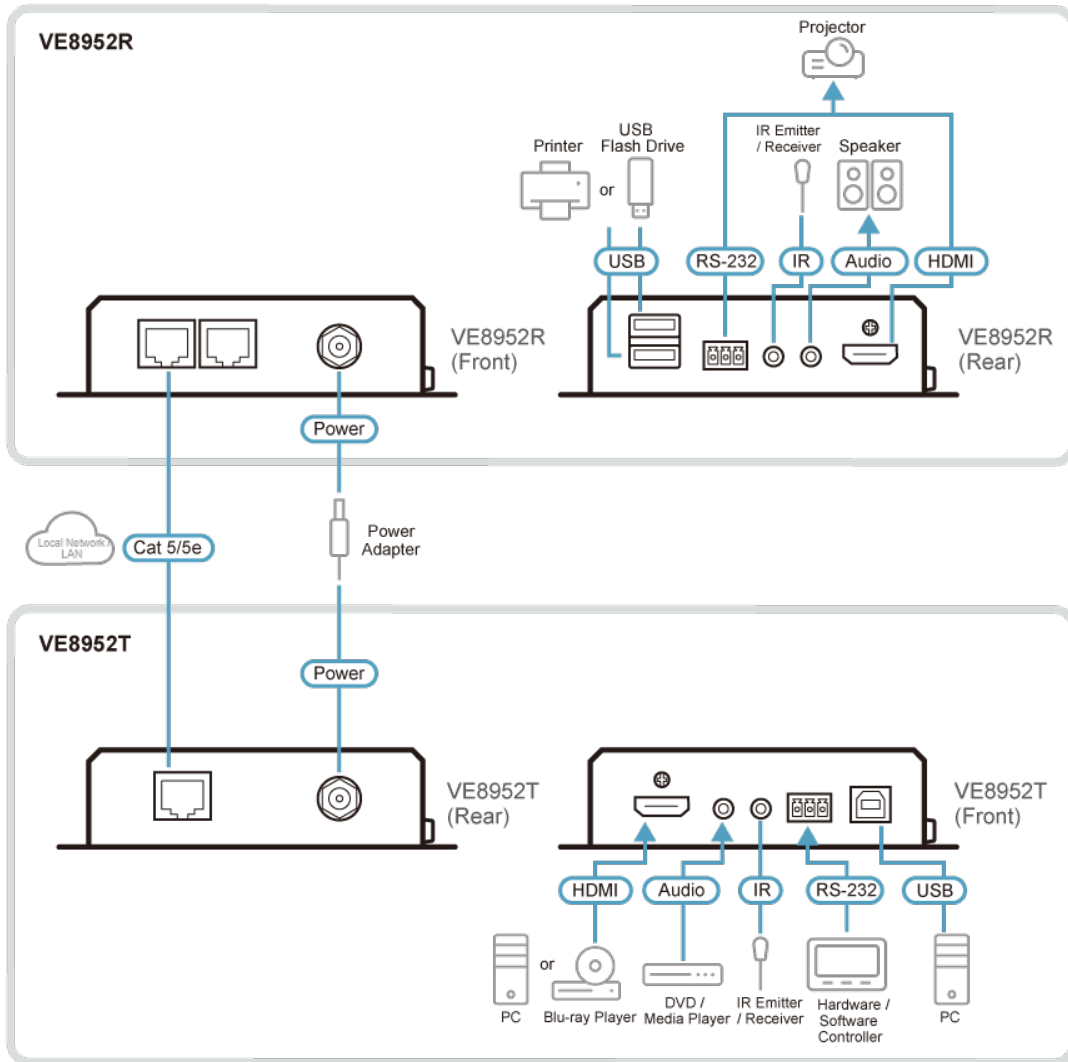 VE8952R
Projector
USB
Flash Drive
Printer
or
IR Emitter
/ Receiver
Speaker
USB
RS-232
IR
Audio
HDMI
VE8952R
(Front)
VE8952R
(Rear)
Power
Local Network /
LAN
Cat 5/5e
Power
Adapter
VE8952T
Power
VE8952T
(Rear)
VE8952T
(Front)
HDMI
Audio
IR
RS-232
USB
or
PC
Blu-ray Player
DVD /
Media Player
IR Emitter
/ Receiver
Hardware /
Software
Controller
PC